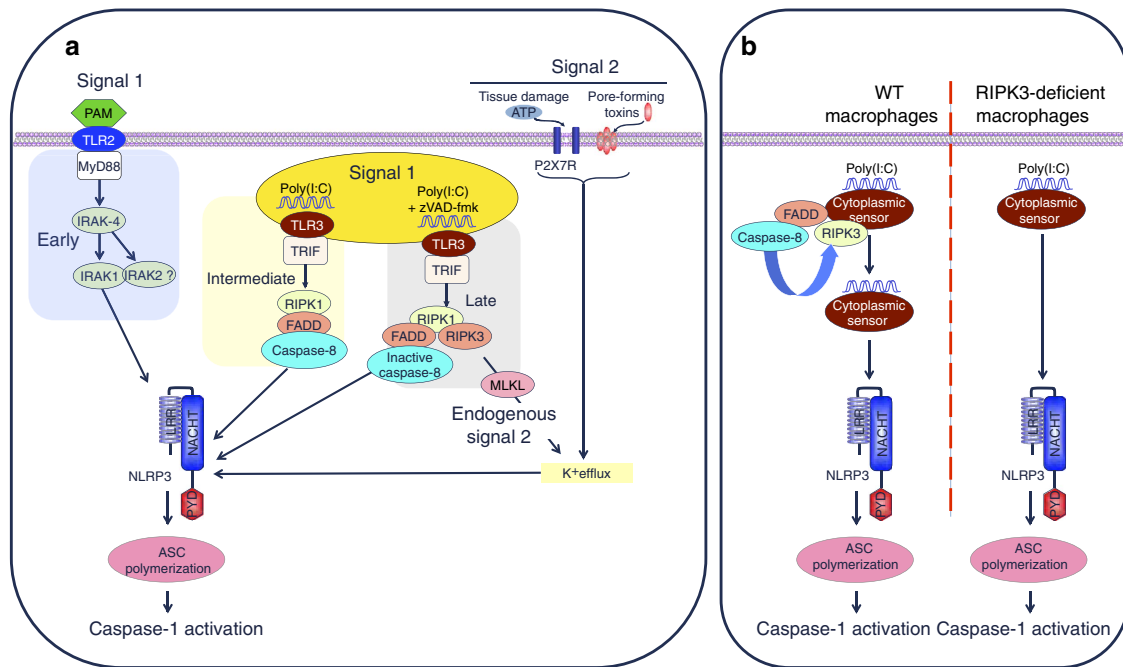 a
Signal 1
PAM
TLR2
MyD88
IRAK-4
Early
IRAK1
IRAK2 ?
Signal 2
Tissue damage
ATP
Pore-forming
toxins
P2X7R
Signal 1
Poly(I:C)
TLR3
TRIF
Intermediate
RIPK1
FADD
Caspase-8
Poly(I:C)
+ zVAD-fmk
TLR3
TRIF
Late
RIPK1
FADD
RIPK3
Inactive
caspase-8
MLKL
Endogenous
signal 2
K+efflux
LRR
NACHT
NLRP3
PYD
ASC
polymerization
Caspase-1 activation
b
WT
macrophages
RIPK3-deficient
macrophages
Poly(I:C)
Cytoplasmic
sensor
FADD
Caspase-8
RIPK3
Cytoplasmic
sensor
LRR
NACHT
NLRP3
PYD
ASC
polymerization
Caspase-1 activation
Poly(I:C)
Cytoplasmic
sensor
LRR
NACHT
NLRP3
PYD
ASC
polymerization
Caspase-1 activation